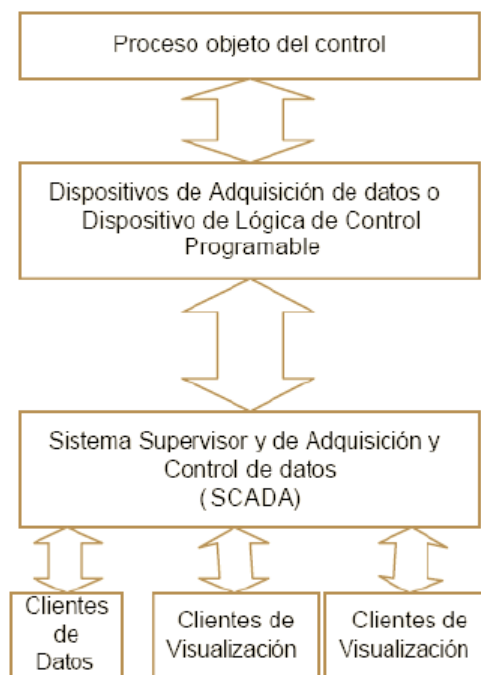 Proceso objeto del control
Dispositivos de Adquisición de datos o
Dispositivo de Lógica de Control
Programable
Sistema Supervisor y de Adquisición y
Control de datos
( SCADA)
Clientes
de
Datos
Clientes de
Visualización
Clientes de
Visualización